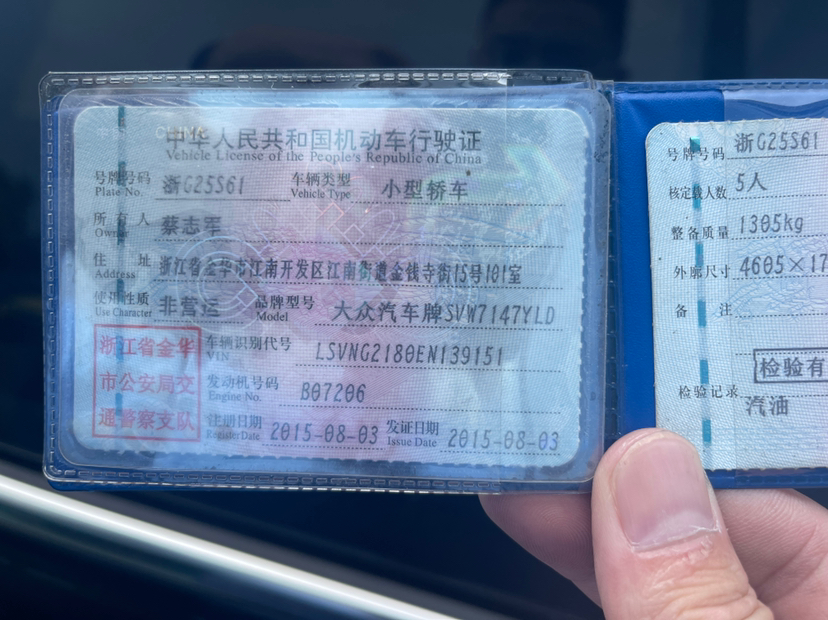 中华人民共和国机动车行驶证
Vehicle License of the People's Republic of China
号牌号码 浙G25S61 车辆类型 小型轿车
Plate No. Vehicle Type
所有人 蔡志军
Owner
住址 浙江省金华市江南开发区江南街道金钱寺街15号101室
Address
使用性质 非营运 品牌型号 大众汽车牌SVW7147YLD
Use Character Model
浙江省金华
市公安局交
通警察支队
车辆识别代号 LSVNG2180EN139151
VIN
发动机号码 B07206
Engine No.
注册日期 2015-08-03 发证日期 2015-08-03
Register Date Issue Date
号牌号码 浙G25S61
核定载人数 5人
整备质量 1305kg
外廓尺寸 4605×17
备注
检验有
检验记录
汽油